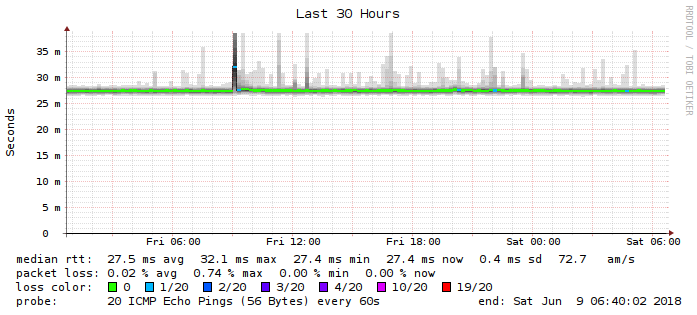 Last 30 Hours
RRDTOOL / TOBI OETIKER
Seconds
35 m
30 m
25 m
20 m
15 m
10 m
5 m
0
Fri 06:00 Fri 12:00 Fri 18:00 Sat 00:00 Sat 06:00
median rtt: 27.5 ms avg 32.1 ms max 27.4 ms min 27.4 ms now 0.4 ms sd 72.7 am/s
packet loss: 0.02 % avg 0.74 % max 0.00 % min 0.00 % now
loss color: 0 1/20 2/20 3/20 4/20 10/20 19/20
probe: 20 ICMP Echo Pings (56 Bytes) every 60s end: Sat Jun 9 06:40:02 2018